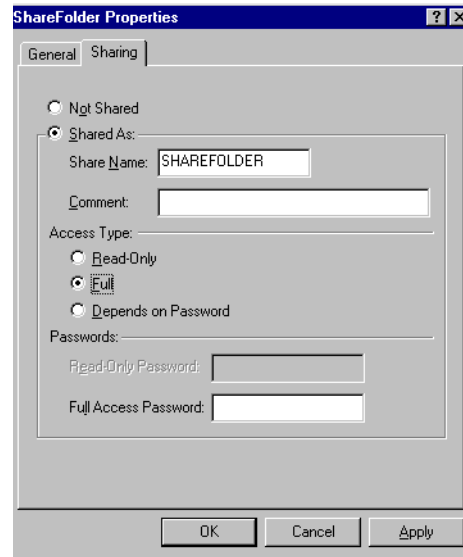 ShareFolder Properties
General Sharing
Not Shared
Shared As:
Share Name: SHAREFOLDER
Comment:
Access Type:
Read-Only
Full
Depends on Password
Passwords:
Read-Only Password:
Full Access Password:
OK Cancel Apply